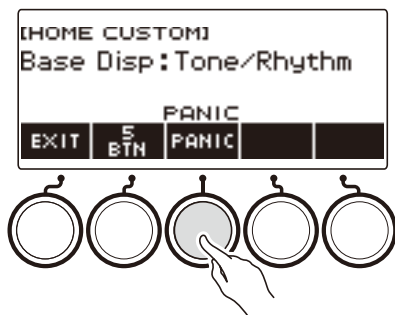 [HOME CUSTOM]
Base Disp:Tone/Rhythm
PANIC
EXIT 5 BTN PANIC